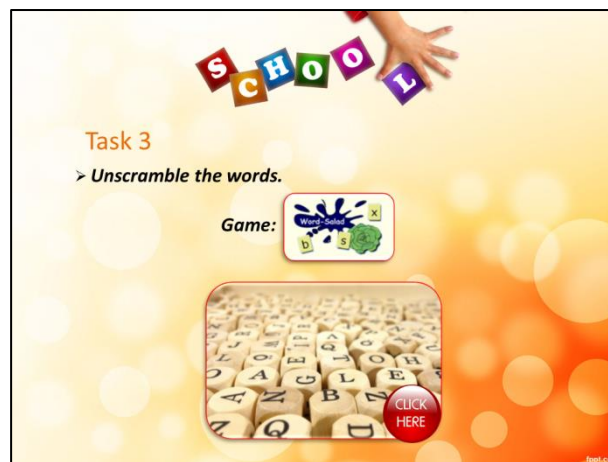 SCHOOL
Task 3
➢ Unscramble the words.
Game:
Word-Salad
x
b
s
O H
A G L E
A N B N
Z Q D
CLICK
HERE